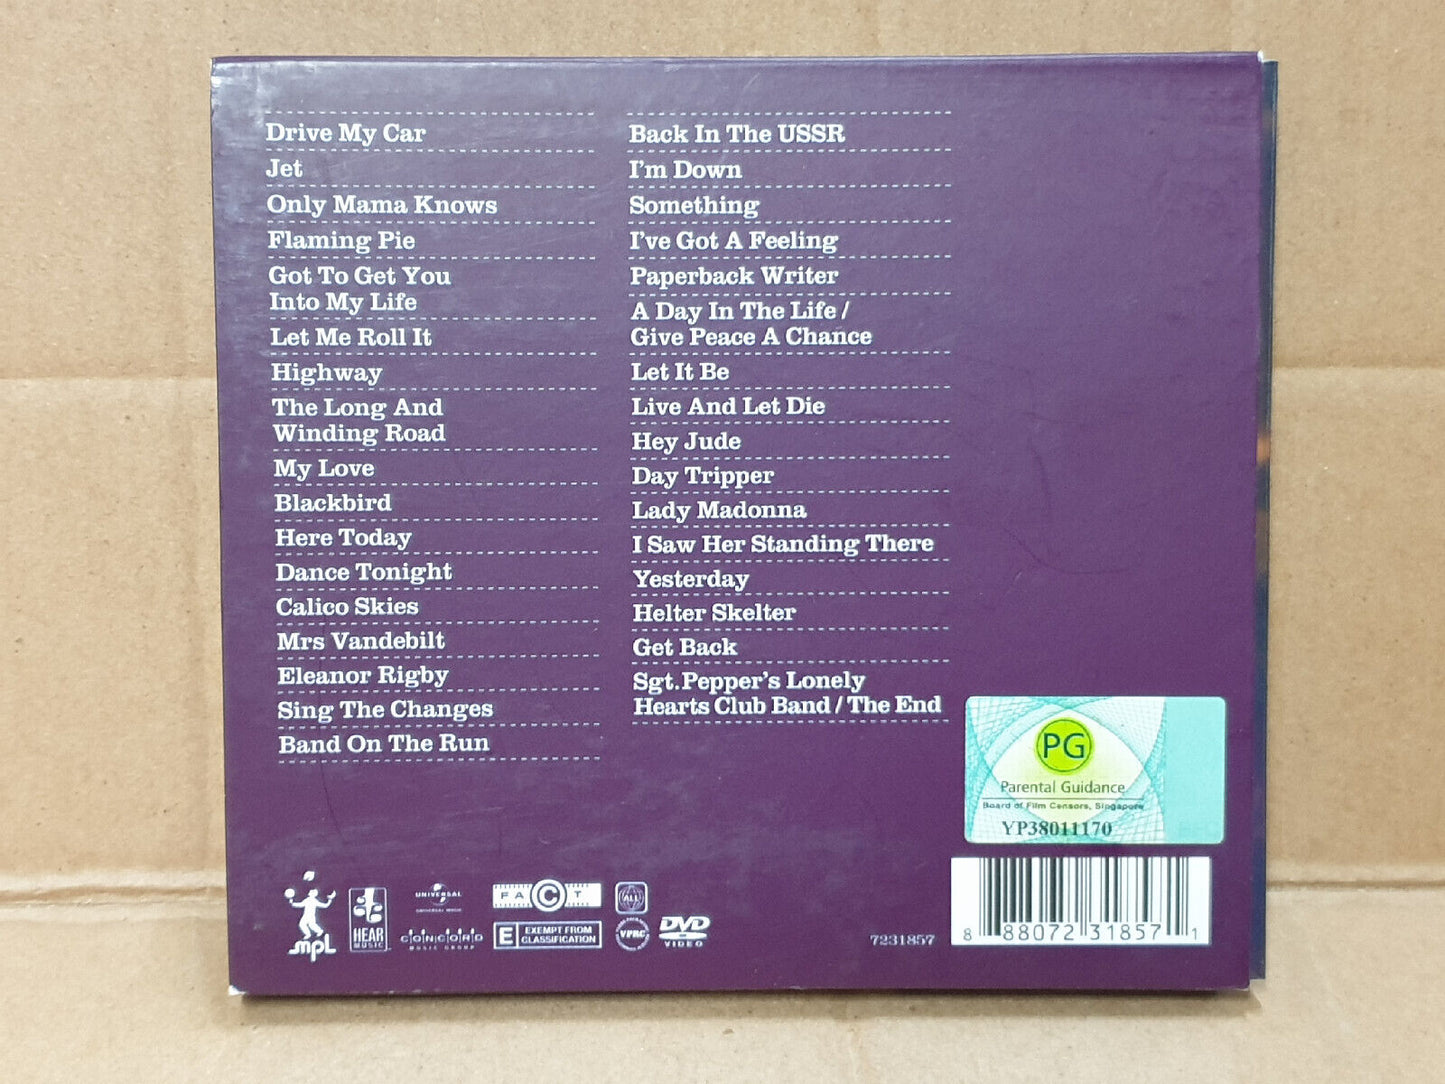 Drive My Car
Jet
Only Mama Knows
Flaming Pie
Got To Get You
Into My Life
Let Me Roll It
Highway
The Long And
Winding Road
My Love
Blackbird
Here Today
Dance Tonight
Calico Skies
Mrs Vandebilt
Eleanor Rigby
Sing The Changes
Band On The Run
Back In The USSR
I'm Down
Something
I've Got A Feeling
Paperback Writer
A Day In The Life /
Give Peace A Chance
Let It Be
Live And Let Die
Hey Jude
Day Tripper
Lady Madonna
I Saw Her Standing There
Yesterday
Helter Skelter
Get Back
Sgt.Pepper's Lonely
Hearts Club Band / The End
PG
Parental Guidance
Board of Film Censors, Singapore
YP38011170
mpL
HEAR
MUSIC
UNIVERSAL
UNIVERSAL MUSIC
CONCORD
MUSIC GROUP
FACT
E EXEMPT FROM
CLASSIFICATION
ALL
VPRC
DVD
VIDEO
7231857
8 88072 31857 1